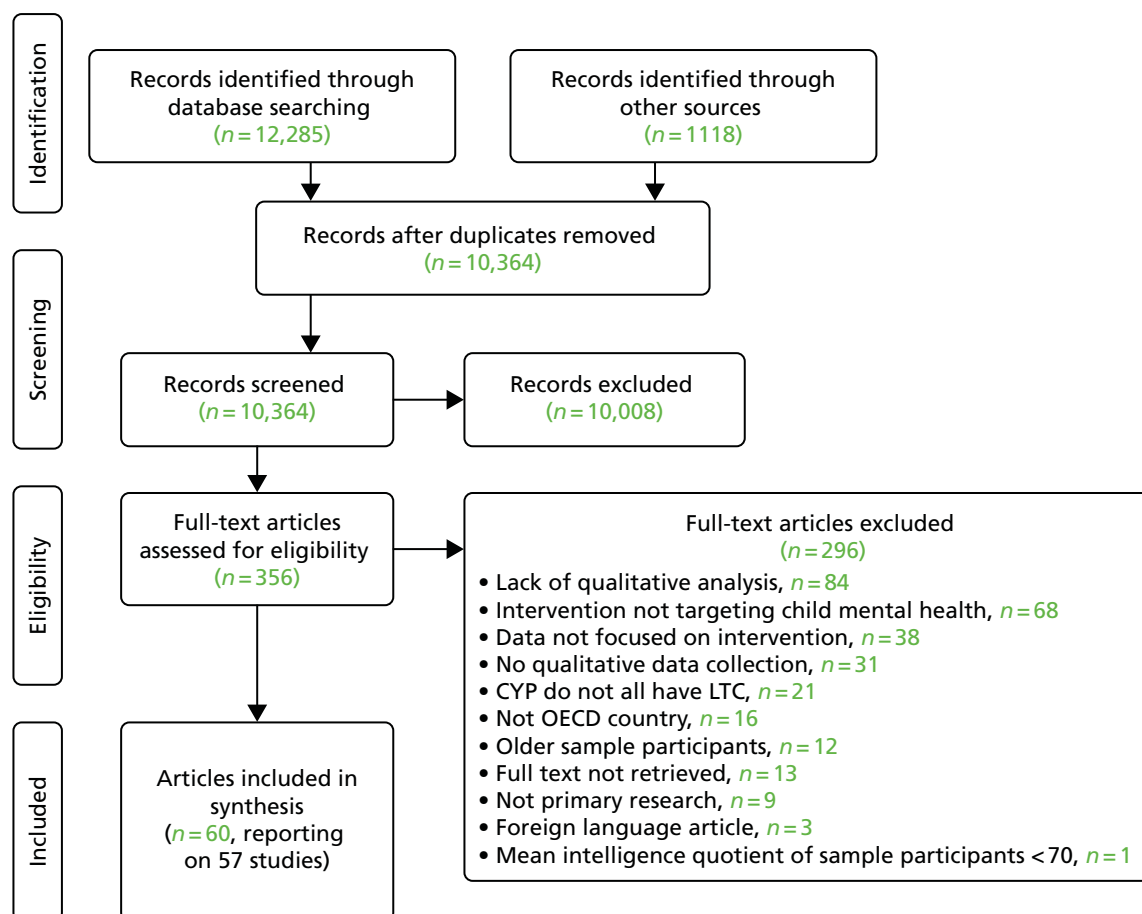 Identification
Records identified through
database searching
(n = 12,285)
Records identified through
other sources
(n = 1118)
Records after duplicates removed
(n = 10,364)
Screening
Records screened
(n = 10,364)
Records excluded
(n = 10,008)
Eligibility
Full-text articles
assessed for eligibility
(n = 356)
Full-text articles excluded
(n = 296)
• Lack of qualitative analysis, n = 84
• Intervention not targeting child mental health, n = 68
• Data not focused on intervention, n = 38
• No qualitative data collection, n = 31
• CYP do not all have LTC, n = 21
• Not OECD country, n = 16
• Older sample participants, n = 12
• Full text not retrieved, n = 13
• Not primary research, n = 9
• Foreign language article, n = 3
• Mean intelligence quotient of sample participants < 70, n = 1
Included
Articles included in
synthesis
(n = 60, reporting
on 57 studies)